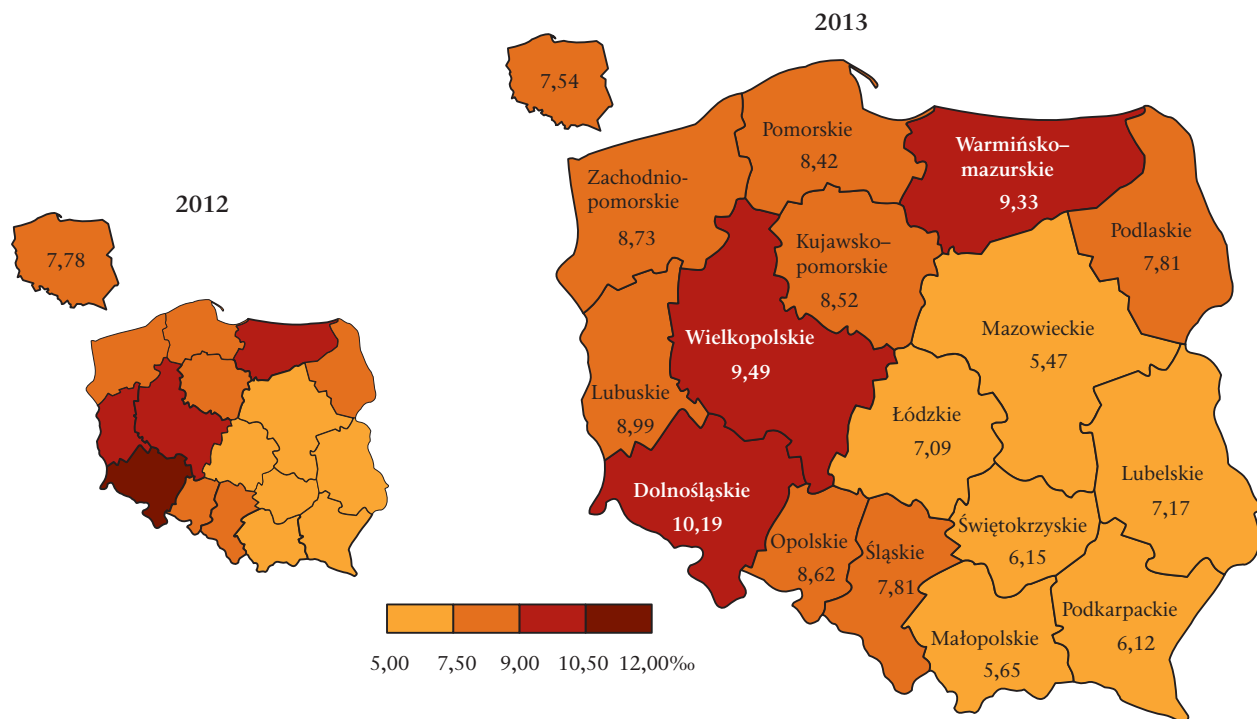 2012
7,78
2013
7,54
Pomorskie
8,42
Warmińsko–
mazurskie
9,33
Zachodnio-
pomorskie
8,73
Podlaskie
7,81
Kujawsko–
pomorskie
8,52
Mazowieckie
5,47
Wielkopolskie
9,49
Lubuskie
8,99
Łódzkie
7,09
Lubelskie
7,17
Dolnośląskie
10,19
Opolskie
8,62
Śląskie
7,81
Świętokrzyskie
6,15
Podkarpackie
6,12
Małopolskie
5,65
5,00 7,50 9,00 10,50 12,00‰